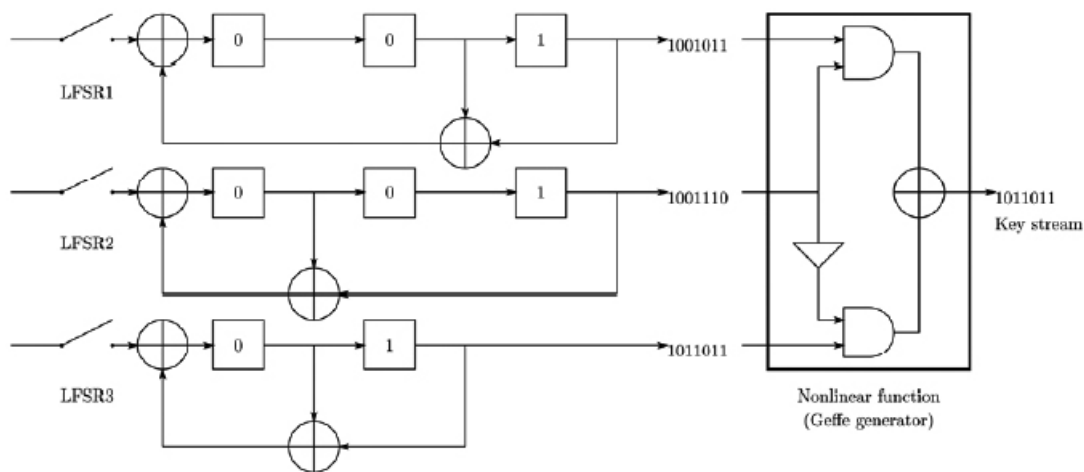 0 0 1 1001011
LFSR1
0 0 1 1001110 1011011
Key stream
LFSR2
0 1 1011011
LFSR3
Nonlinear function
(Geffe generator)